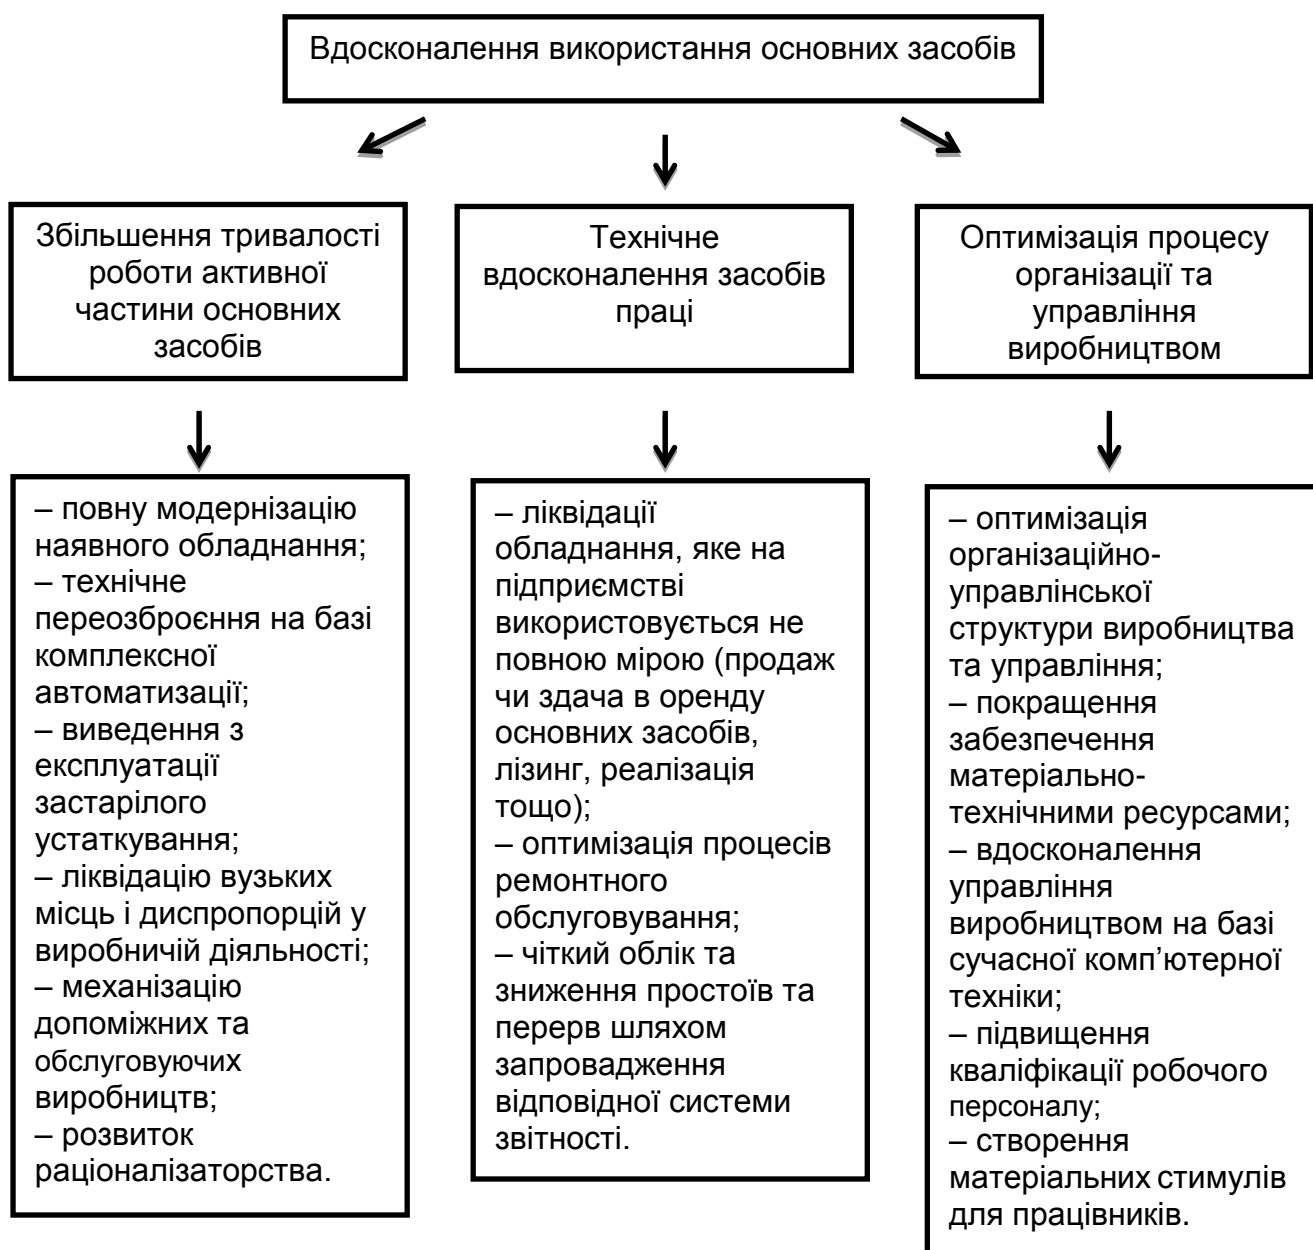 Вдосконалення використання основних засобів
Збільшення тривалості
роботи активної
частини основних
засобів
Технічне
вдосконалення засобів
праці
Оптимізація процесу
організації та
управління
виробництвом
– повну модернізацію
наявного обладнання;
– технічне
переозброєння на базі
комплексної
автоматизації;
– виведення з
експлуатації
застарілого
устаткування;
– ліквідацію вузьких
місць і диспропорцій у
виробничій діяльності;
– механізацію
допоміжних та
обслуговуючих
виробництв;
– розвиток
раціоналізаторства.
– ліквідації
обладнання, яке на
підприємстві
використовується не
повною мірою (продаж
чи здача в оренду
основних засобів,
лізинг, реалізація
тощо);
– оптимізація процесів
ремонтного
обслуговування;
– чіткий облік та
зниження простоїв та
перерв шляхом
запровадження
відповідної системи
звітності.
– оптимізація
організаційно-
управлінської
структури виробництва
та управління;
– покращення
забезпечення
матеріально-
технічними ресурсами;
– вдосконалення
управління
виробництвом на базі
сучасної комп’ютерної
техніки;
– підвищення
кваліфікації робочого
персоналу;
– створення
матеріальних стимулів
для працівників.